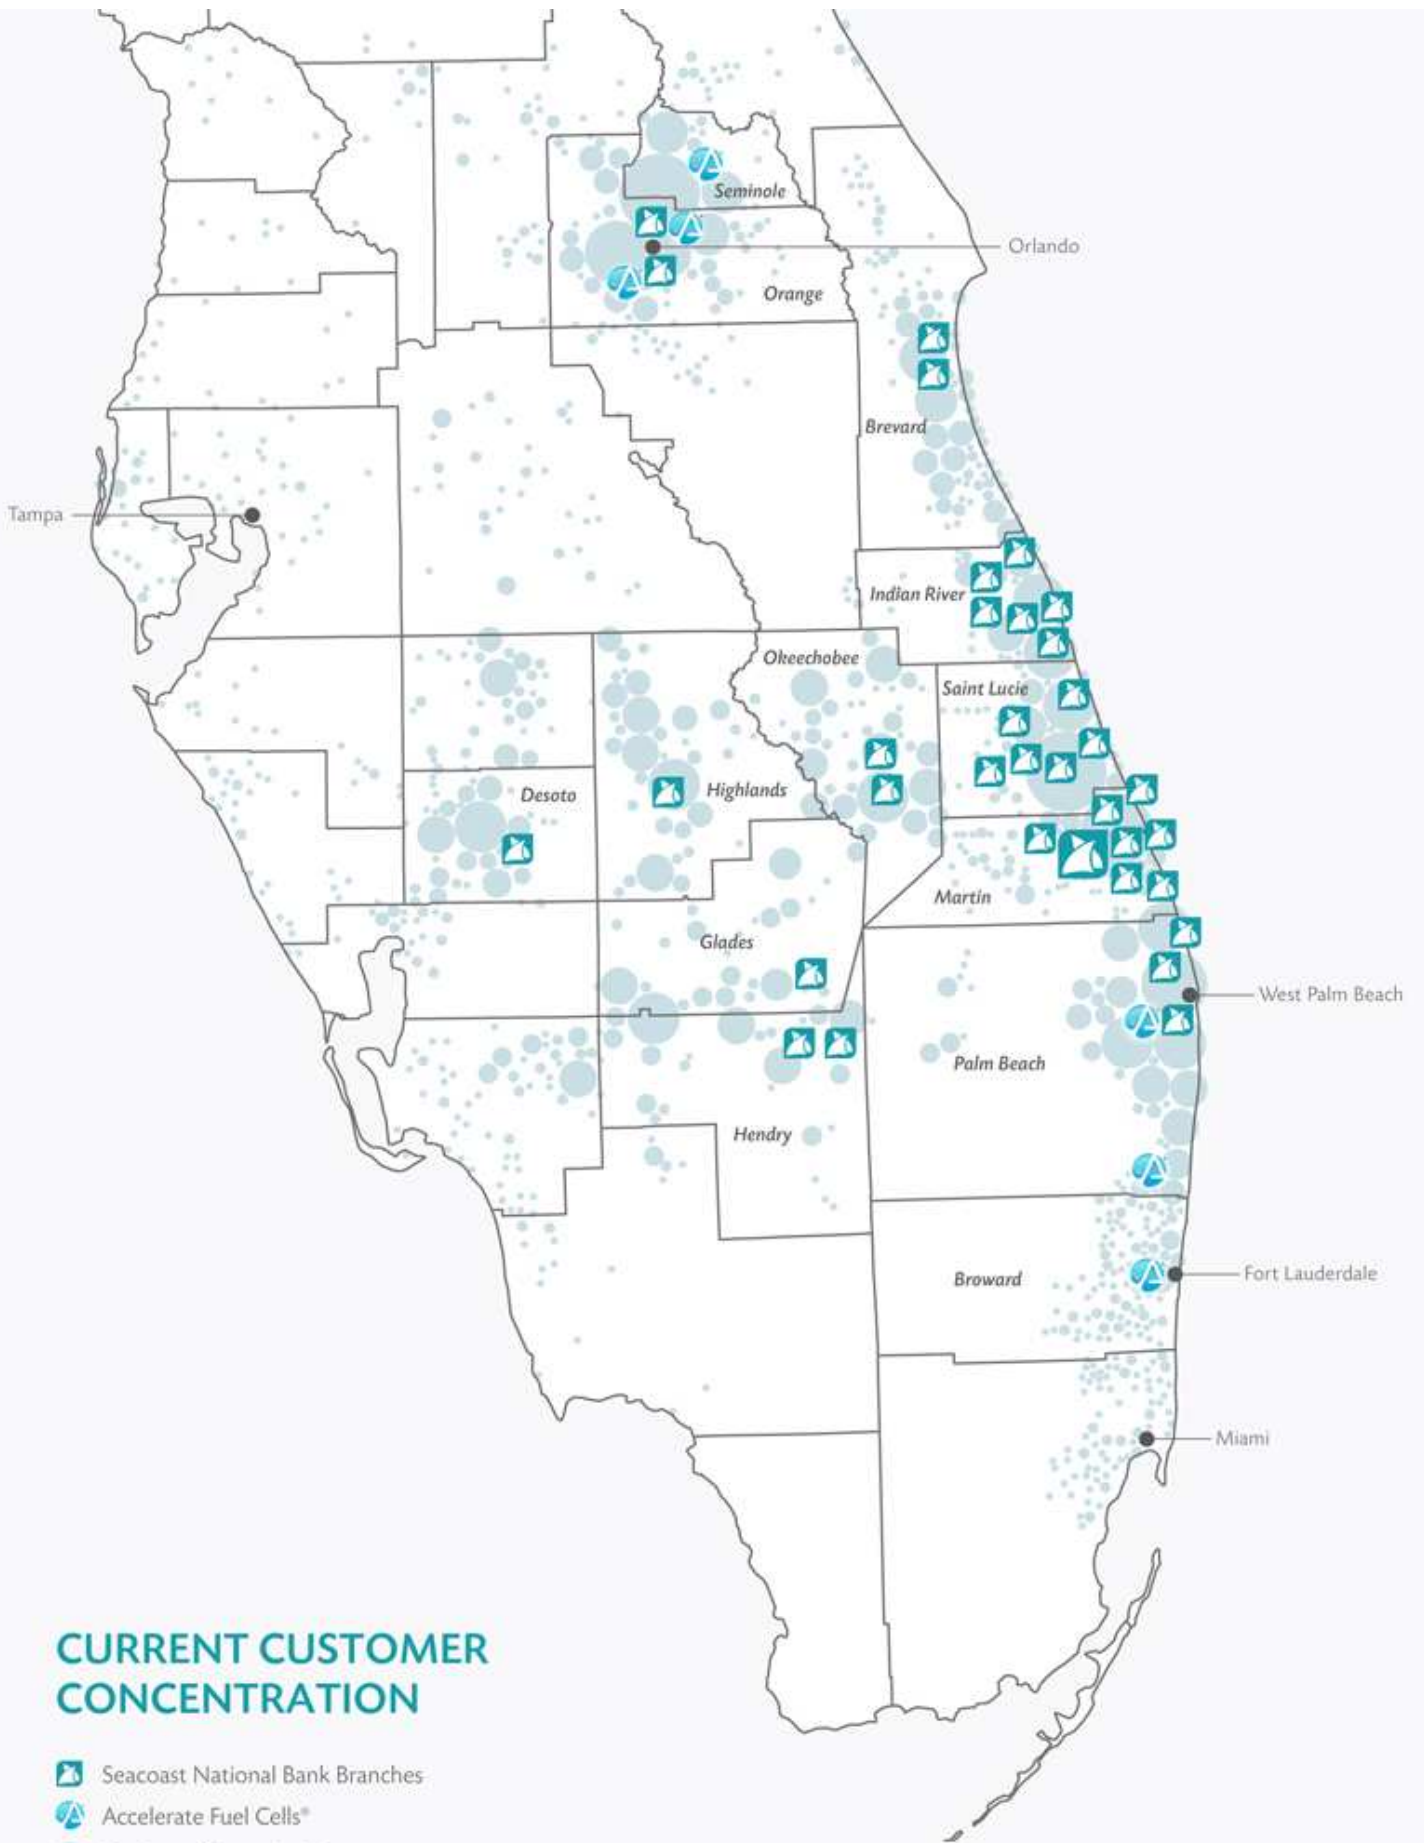 Seminole
Orlando
Orange
Brevard
Tampa
Indian River
Okeechobee
Saint Lucie
Desoto
Highlands
Martin
Glades
West Palm Beach
Palm Beach
Hendry
Broward
Fort Lauderdale
Miami
CURRENT CUSTOMER
CONCENTRATION
Seacoast National Bank Branches
Accelerate Fuel Cells®